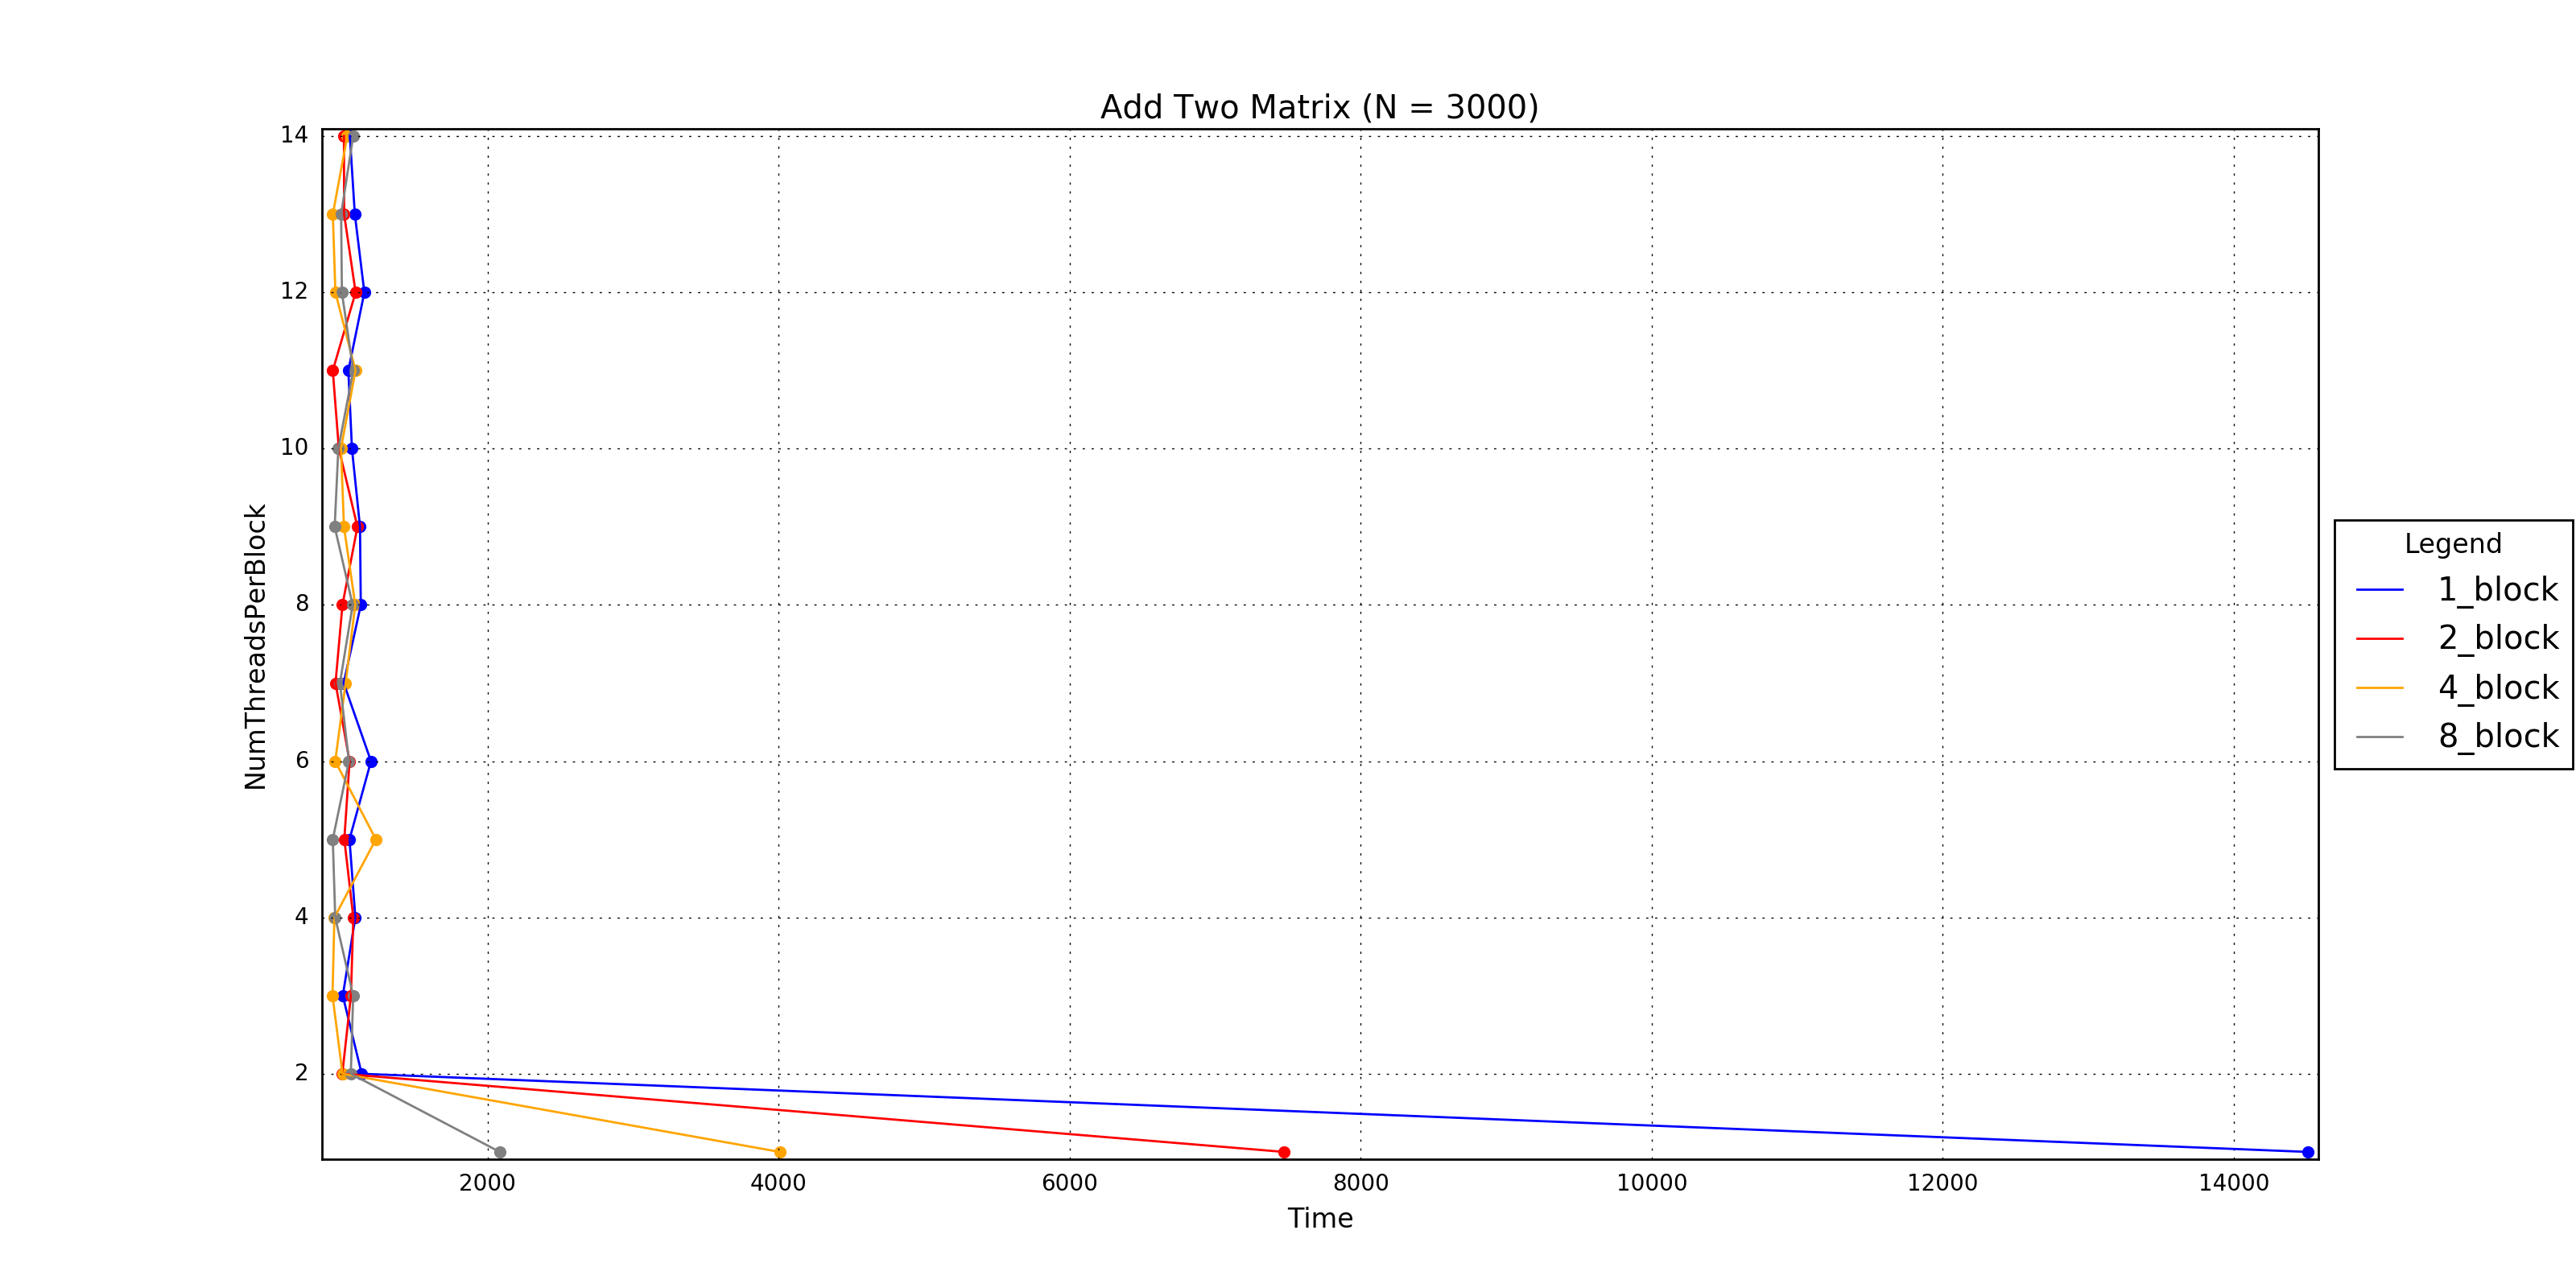 Add Two Matrix (N = 3000)
14
12
10
8
6
4
2
NumThreadsPerBlock
2000 4000 6000 8000 10000 12000 14000
Time
Legend
1_block
2_block
4_block
8_block